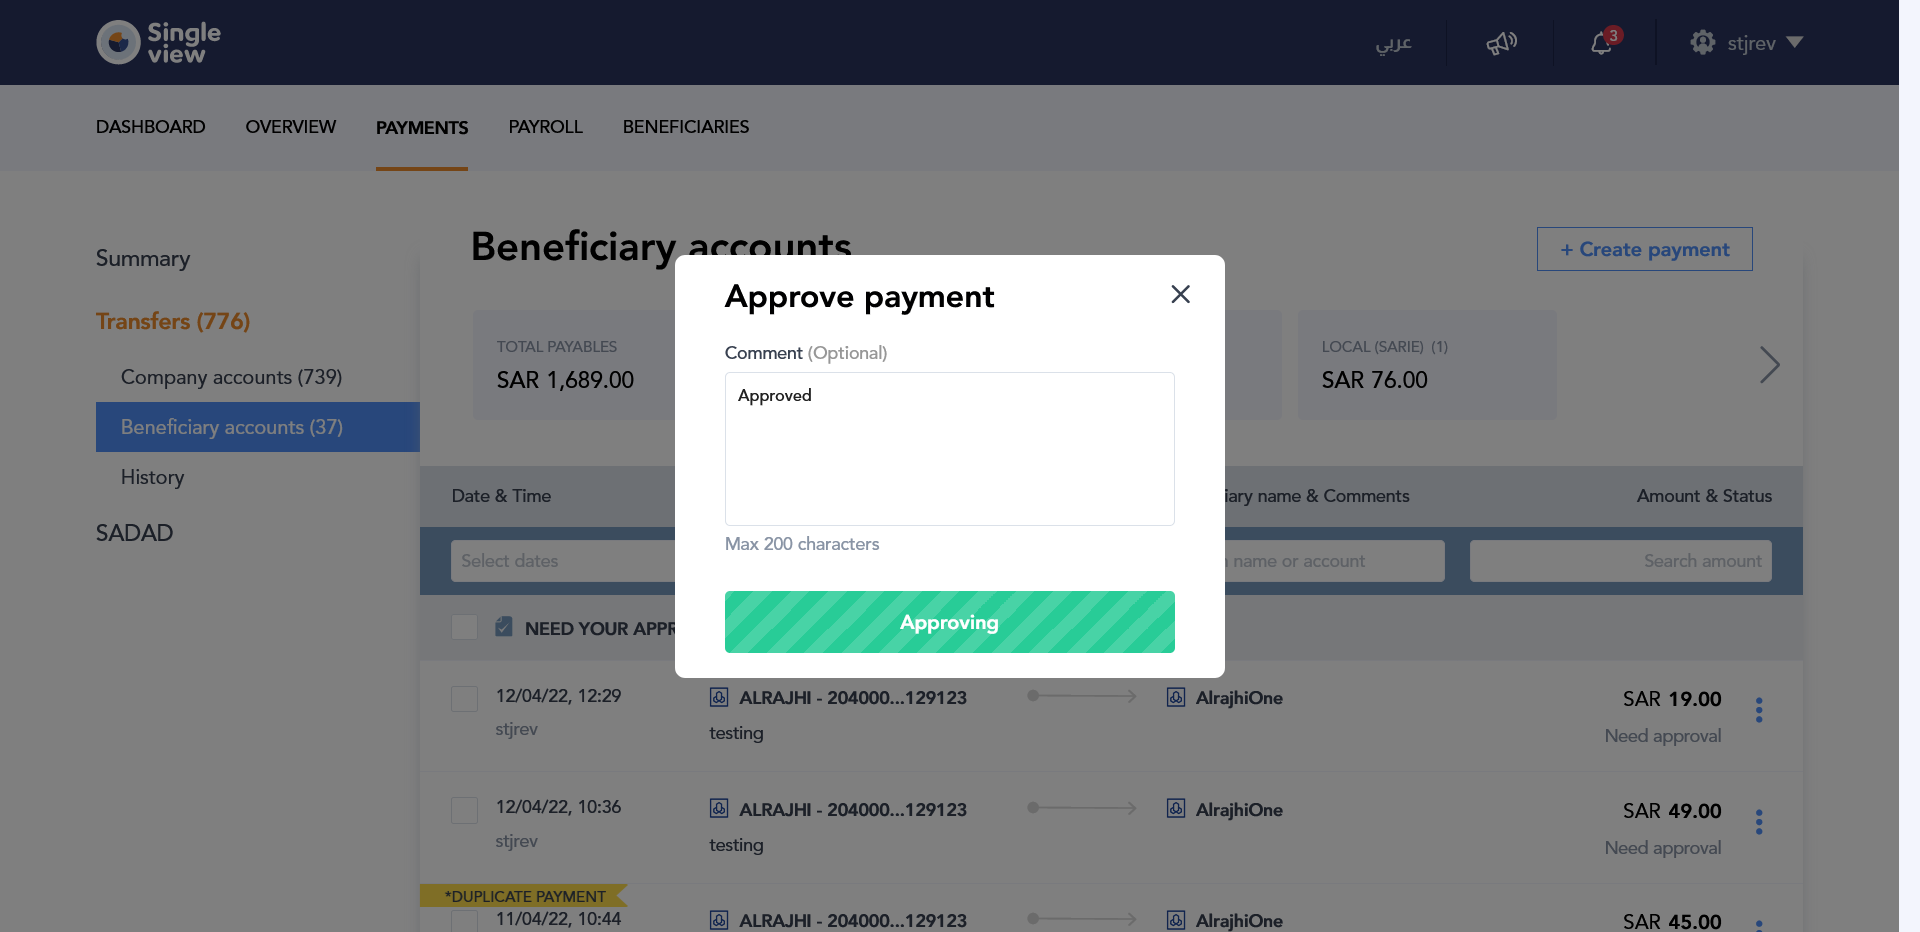 Single
view
عربي
3
stjrev
DASHBOARD
OVERVIEW
PAYMENTS
PAYROLL
BENEFICIARIES
Summary
Transfers (776)
Company accounts (739)
Beneficiary accounts (37)
History
SADAD
Beneficiary accounts
+ Create payment
TOTAL PAYABLES
SAR 1,689.00
LOCAL (SARIE) (1)
SAR 76.00
Approve payment
Comment (Optional)
Approved
Max 200 characters
Approving
Date & Time
iary name & Comments
Amount & Status
Select dates
name or account
Search amount
NEED YOUR APPR
12/04/22, 12:29
stjrev
ALRAJHI - 204000...129123
testing
AlrajhiOne
SAR 19.00
Need approval
12/04/22, 10:36
stjrev
ALRAJHI - 204000...129123
testing
AlrajhiOne
SAR 49.00
Need approval
*DUPLICATE PAYMENT
11/04/22, 10:44
ALRAJHI - 204000...129123
AlrajhiOne
SAR 45.00